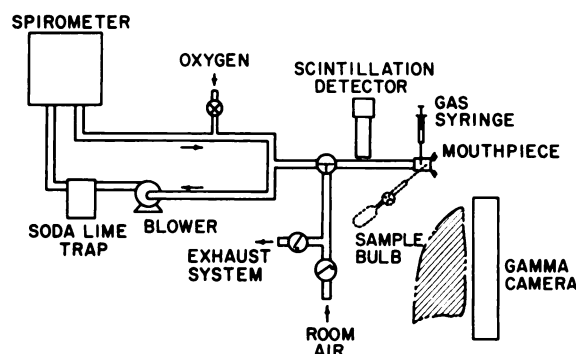 SPIROMETER
OXYGEN
SCINTILLATION
DETECTOR
GAS
SYRINGE
MOUTHPIECE
SODA LIME
TRAP
BLOWER
EXHAUST
SYSTEM
SAMPLE
BULB
GAMMA
CAMERA
ROOM
AIR